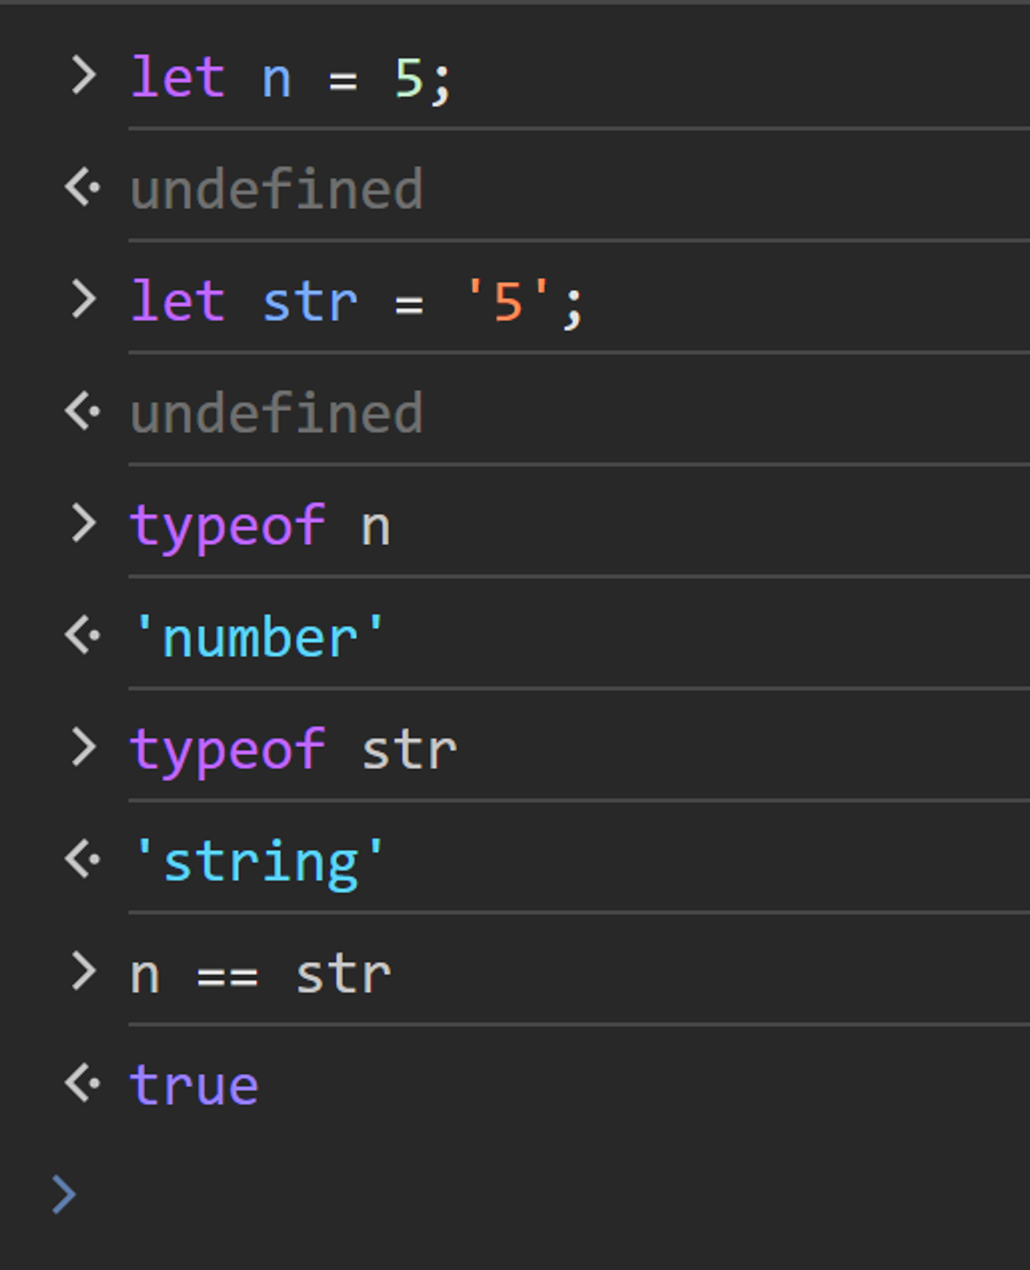 > let n = 5;
undefined
> let str = '5';
undefined
> typeof n
'number'
> typeof str
'string'
> n == str
true
>